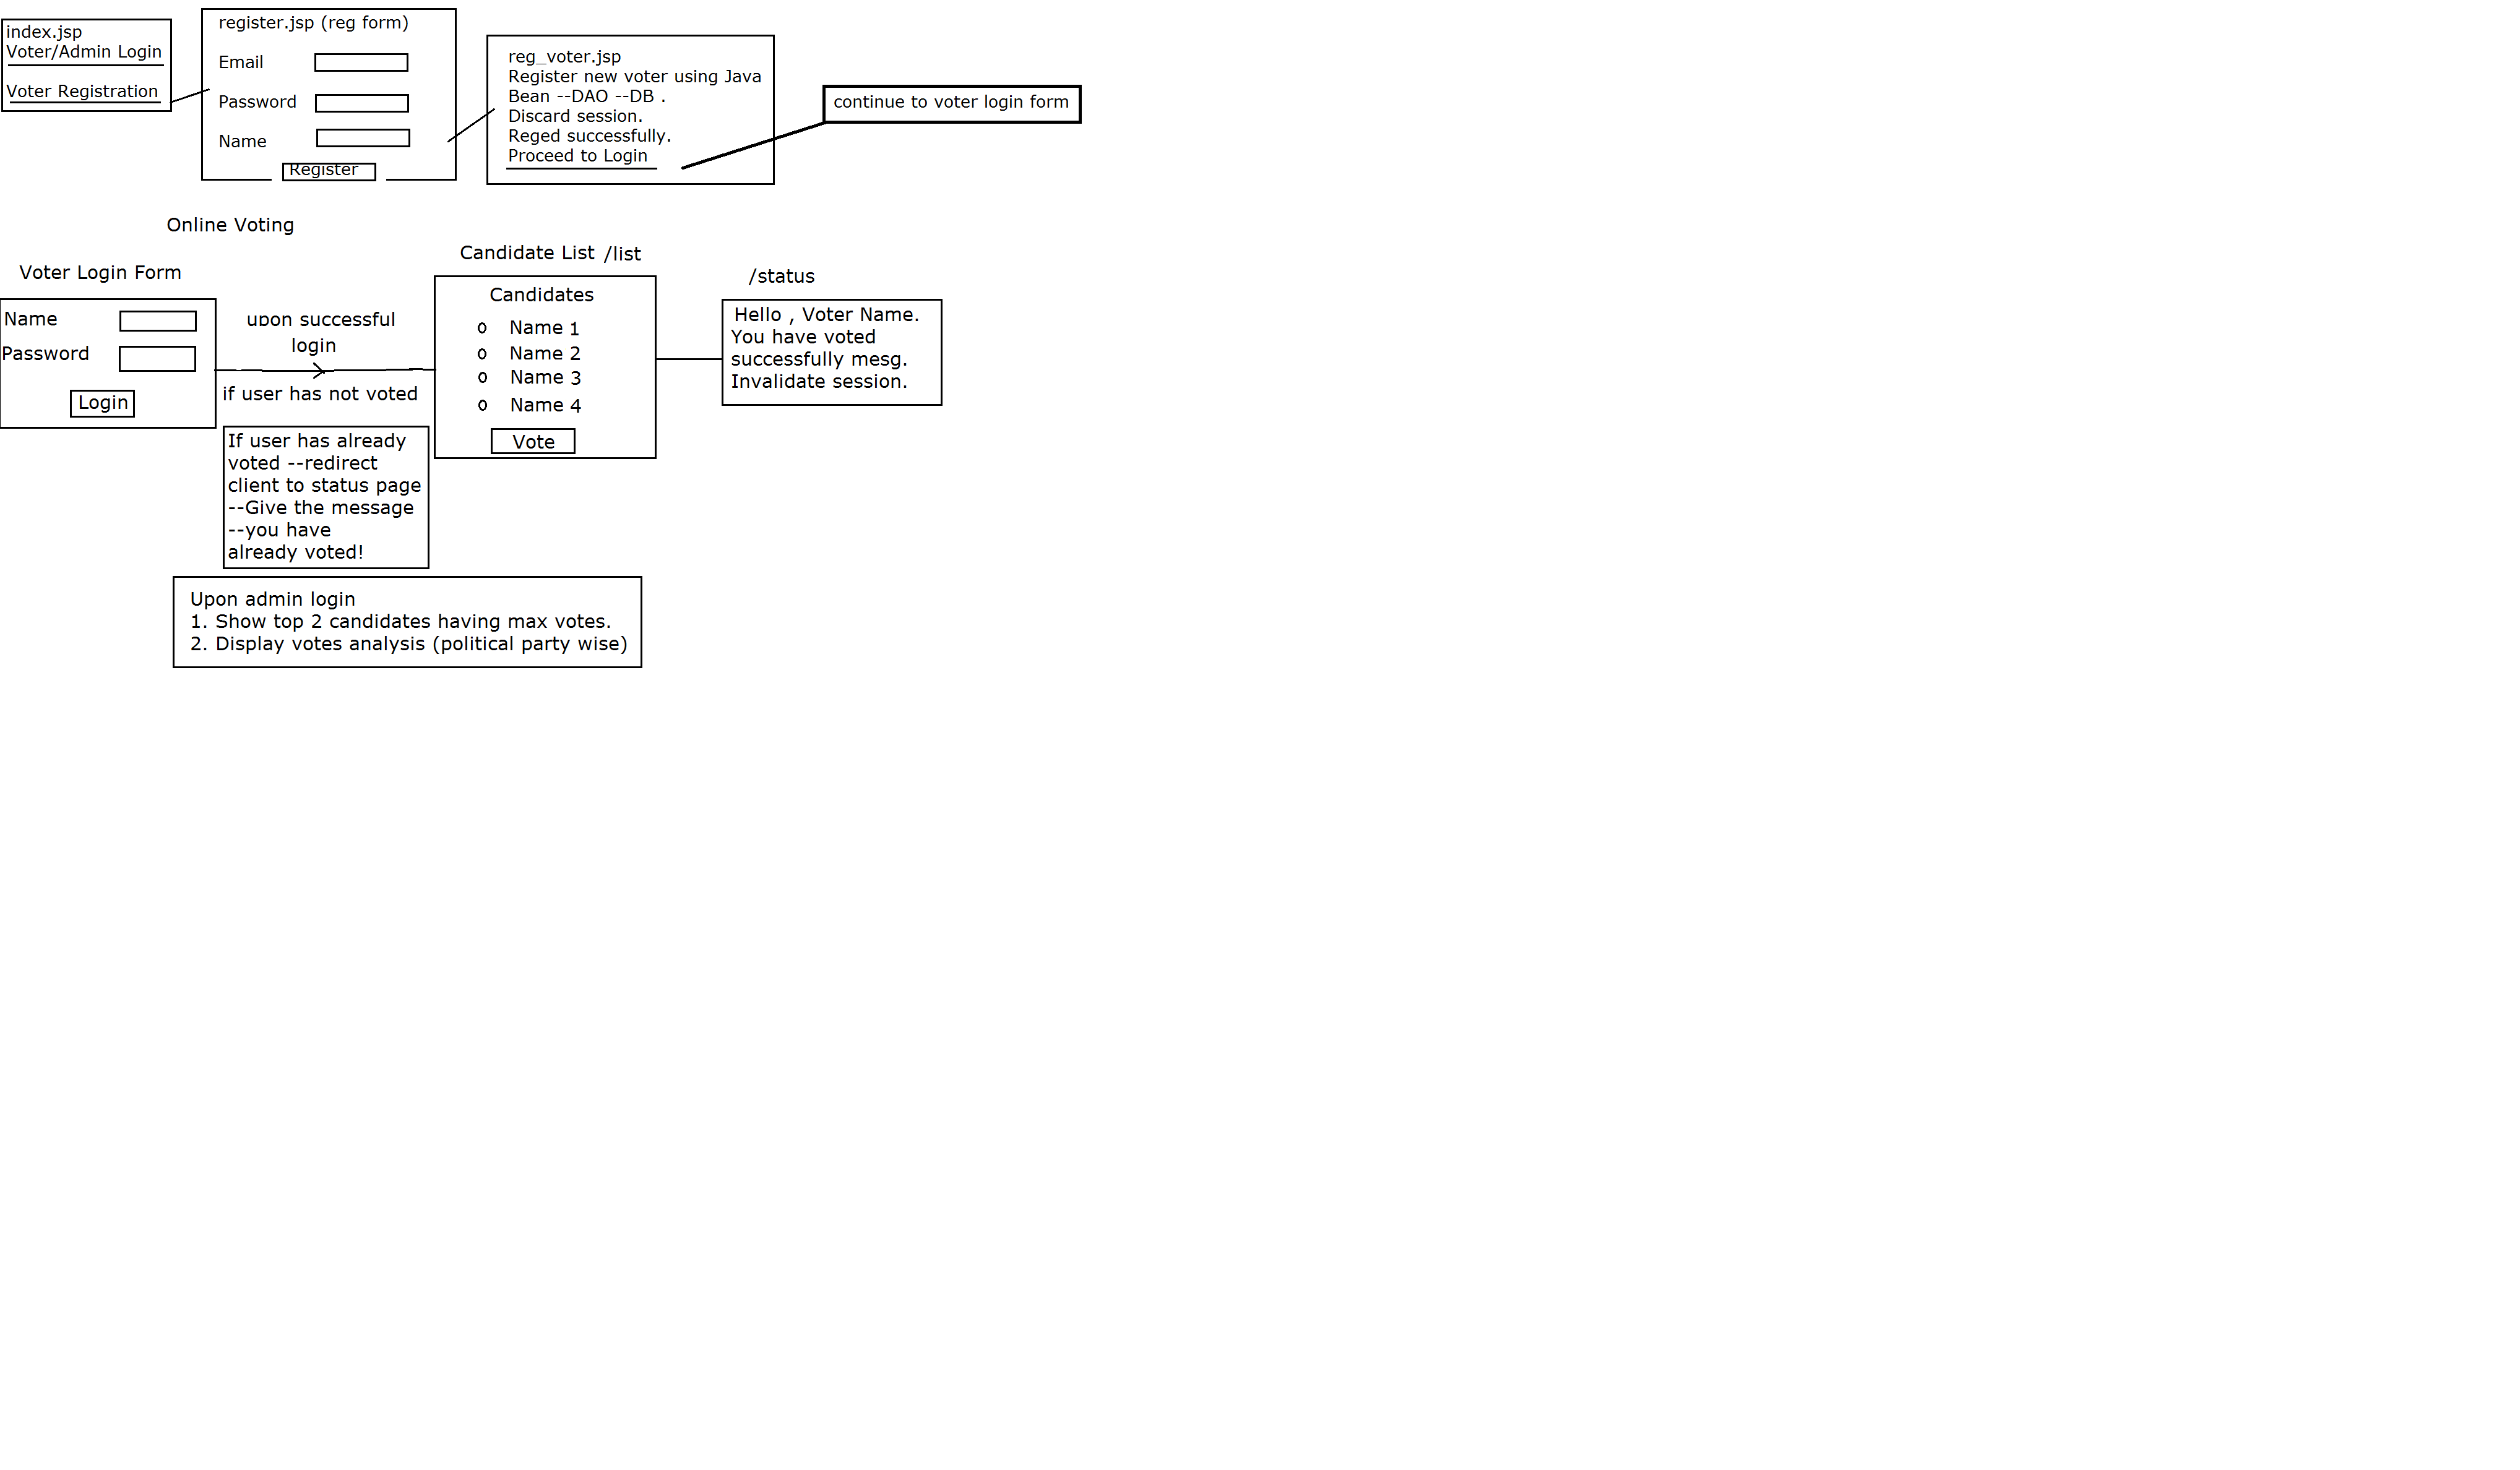 index.jsp
Voter/Admin Login
Voter Registration
register.jsp (reg form)
Email
Password
Name
Register
reg_voter.jsp
Register new voter using Java
Bean --DAO --DB .
Discard session.
Reged successfully.
Proceed to Login
continue to voter login form
Online Voting
Voter Login Form
Name
Password
Login
upon successful
login
if user has not voted
If user has already
voted --redirect
client to status page
--Give the message
--you have
already voted!
Candidate List /list
Candidates
Name 1
Name 2
Name 3
Name 4
Vote
/status
Hello , Voter Name.
You have voted
successfully mesg.
Invalidate session.
Upon admin login
1. Show top 2 candidates having max votes.
2. Display votes analysis (political party wise)